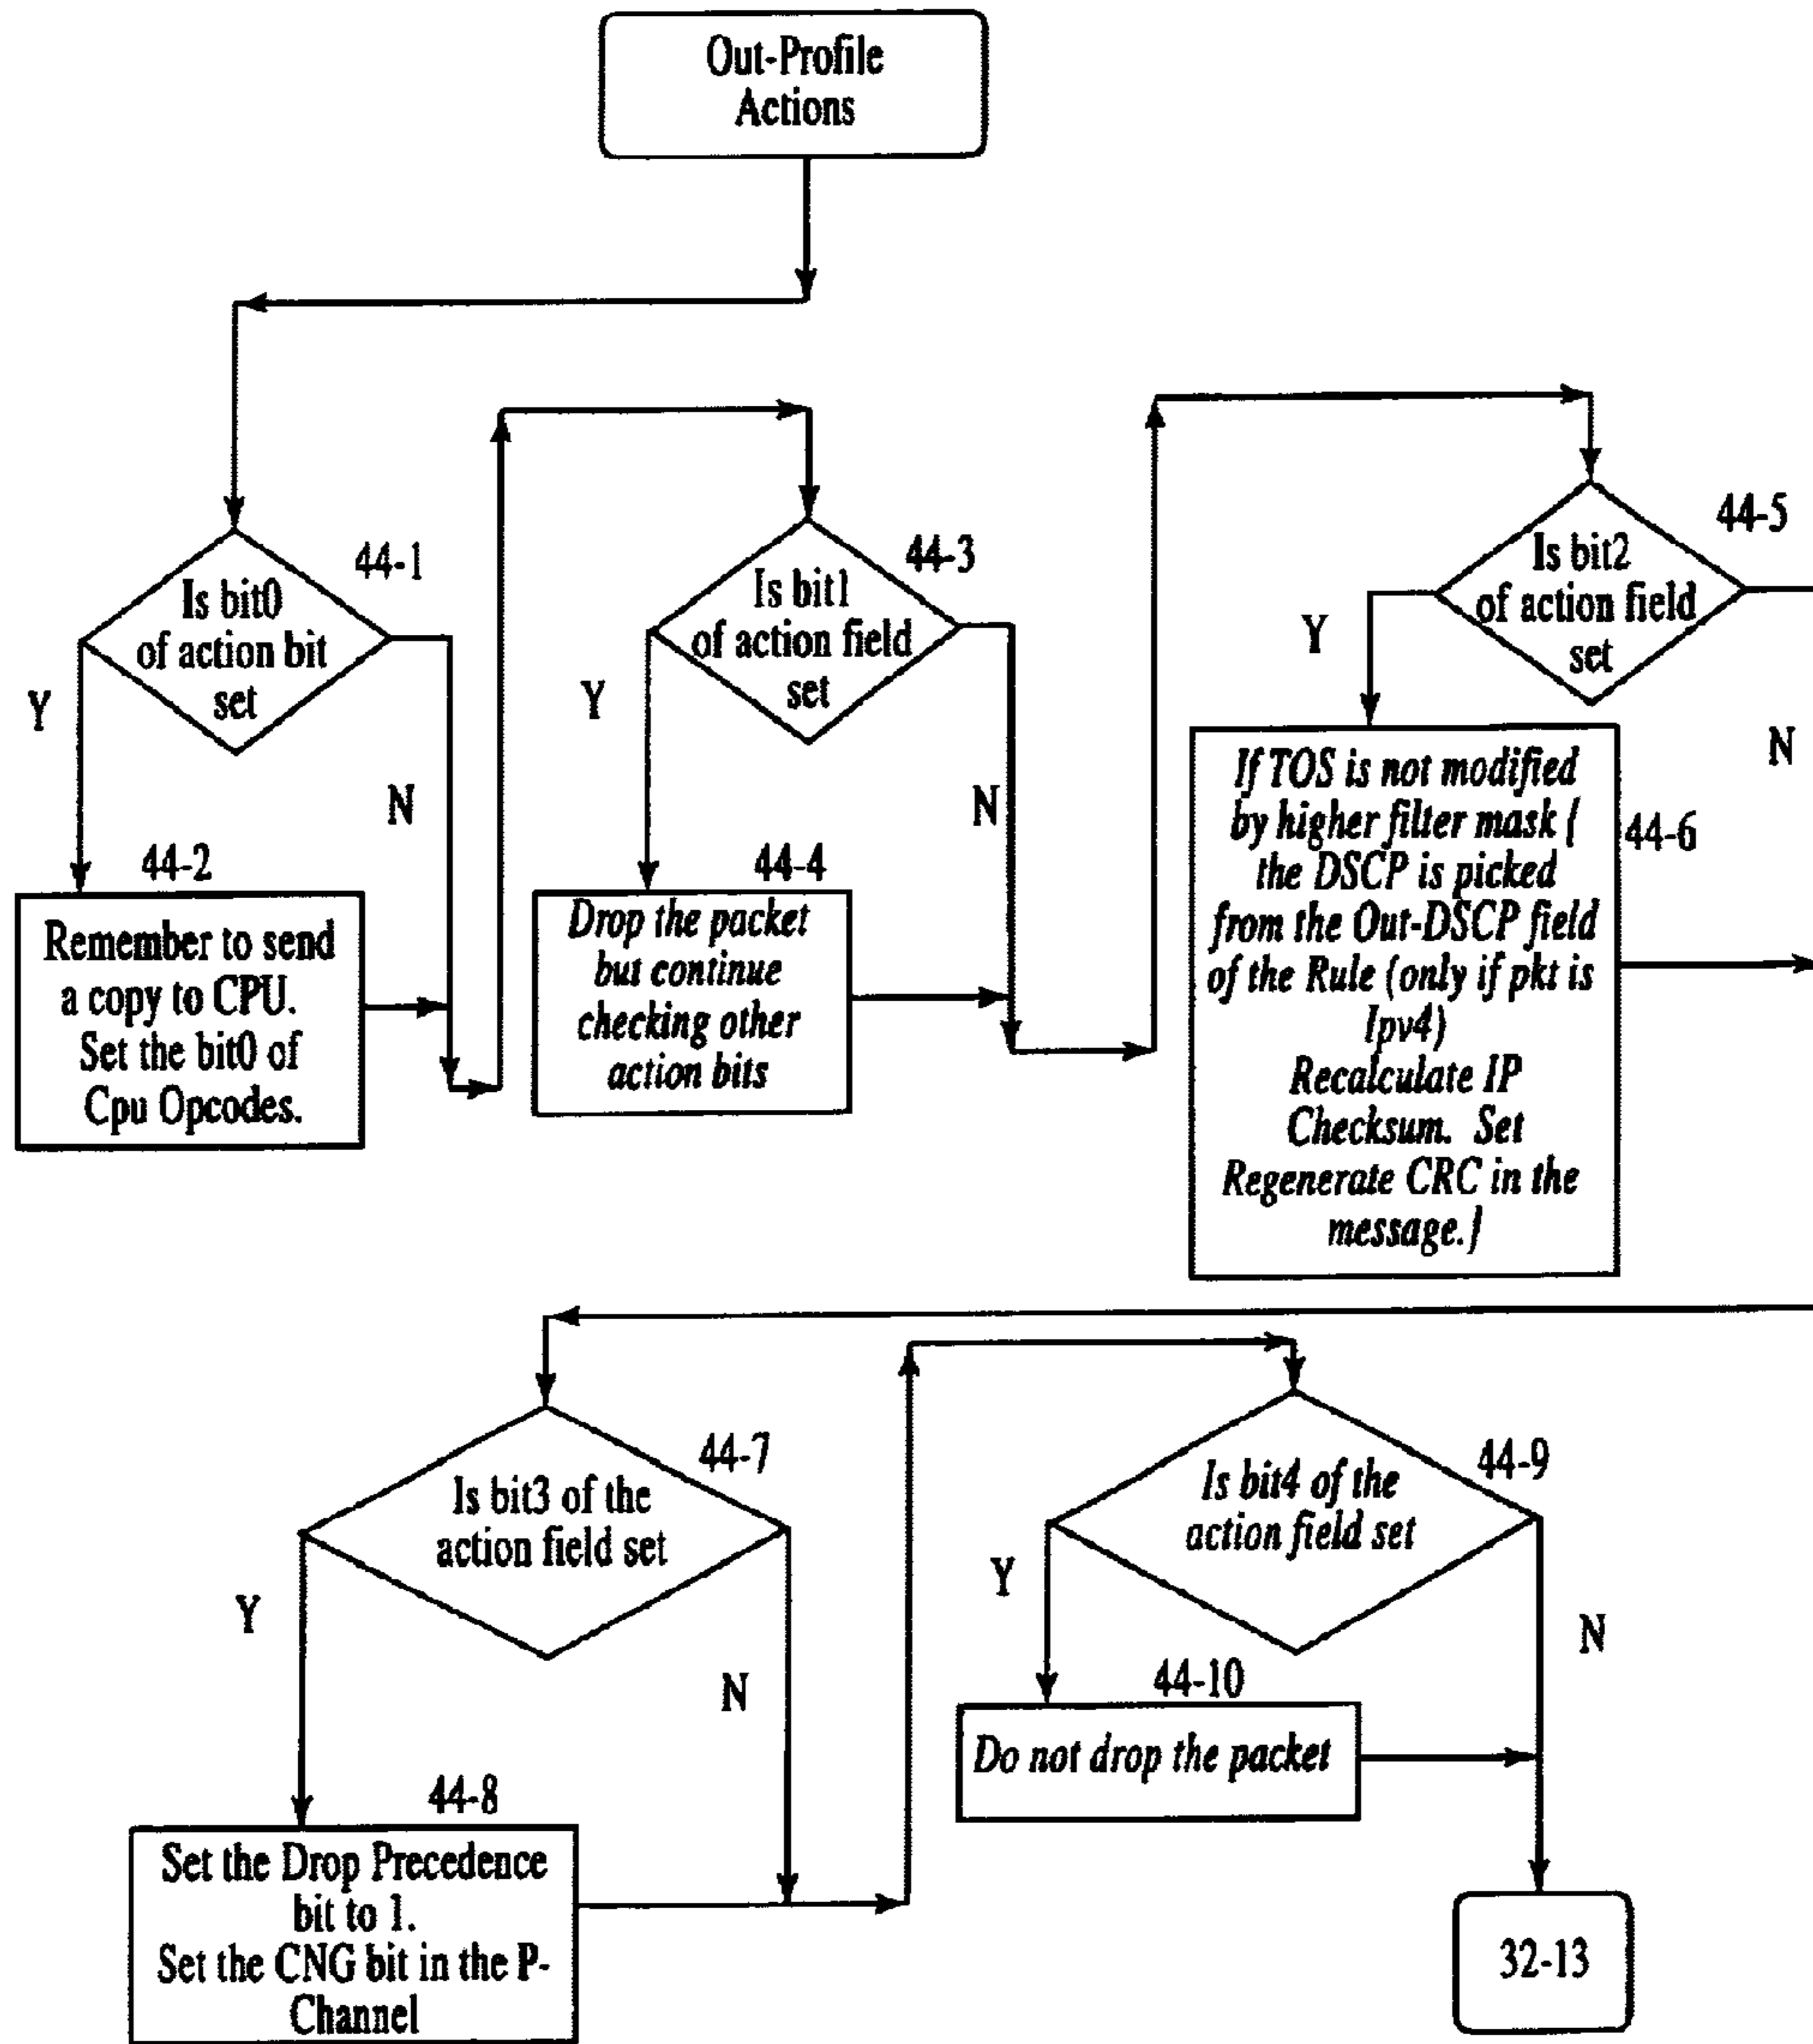 Out-Profile
Actions
44-1
Is bit0
of action bit
set
Y
N
44-2
Remember to send
a copy to CPU.
Set the bit0 of
Cpu Opcodes.
44-3
Is bit1
of action field
set
Y
N
44-4
Drop the packet
but continue
checking other
action bits
44-5
Is bit2
of action field
set
Y
N
44-6
If TOS is not modified
by higher filter mask {
the DSCP is picked
from the Out-DSCP field
of the Rule (only if pkt is
Ipv4)
Recalculate IP
Checksum. Set
Regenerate CRC in the
message.}
44-7
Is bit3 of the
action field set
Y
N
44-8
Set the Drop Precedence
bit to 1.
Set the CNG bit in the P-
Channel
44-9
Is bit4 of the
action field set
Y
N
44-10
Do not drop the packet
32-13